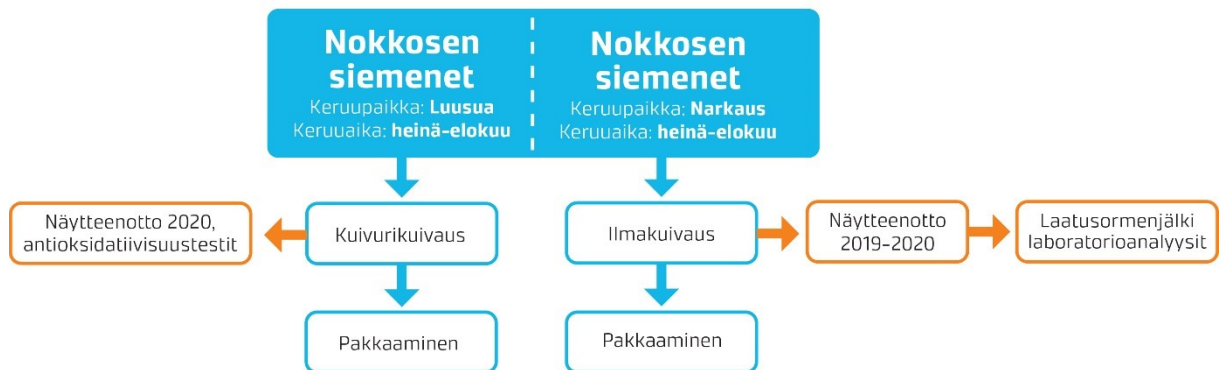 Nokkosen
siemenet
Keruupaikka: Luusua
Keruuaika: heinä-elokuu
Nokkosen
siemenet
Keruupaikka: Narkaus
Keruuaika: heinä-elokuu
Näytteenotto 2020,
antioksidatiivisuustestit
Kuivurikuivaus
Ilmakuivaus
Näytteenotto
2019-2020
Laatusormenjälki
laboratorioanalyysit
Pakkaaminen
Pakkaaminen